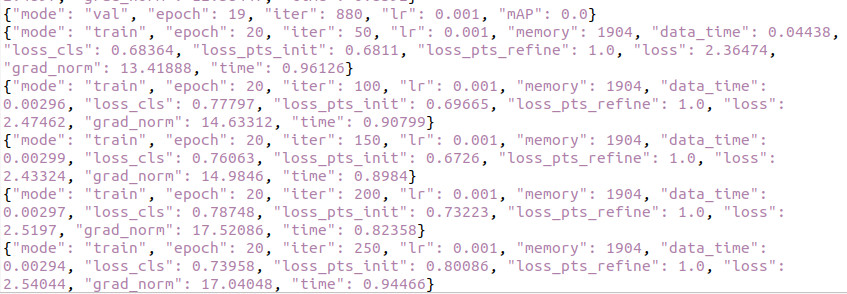 {"mode": "val", "epoch": 19, "iter": 880, "lr": 0.001, "mAP": 0.0}
{"mode": "train", "epoch": 20, "iter": 50, "lr": 0.001, "memory": 1904, "data_time": 0.04438,
"loss_cls": 0.68364, "loss_pts_init": 0.6811, "loss_pts_refine": 1.0, "loss": 2.36474,
"grad_norm": 13.41888, "time": 0.96126}
{"mode": "train", "epoch": 20, "iter": 100, "lr": 0.001, "memory": 1904, "data_time":
0.00296, "loss_cls": 0.77797, "loss_pts_init": 0.69665, "loss_pts_refine": 1.0, "loss":
2.47462, "grad_norm": 14.63312, "time": 0.90799}
{"mode": "train", "epoch": 20, "iter": 150, "lr": 0.001, "memory": 1904, "data_time":
0.00299, "loss_cls": 0.76063, "loss_pts_init": 0.6726, "loss_pts_refine": 1.0, "loss":
2.43324, "grad_norm": 14.9846, "time": 0.8984}
{"mode": "train", "epoch": 20, "iter": 200, "lr": 0.001, "memory": 1904, "data_time":
0.00297, "loss_cls": 0.78748, "loss_pts_init": 0.73223, "loss_pts_refine": 1.0, "loss":
2.5197, "grad_norm": 17.52086, "time": 0.82358}
{"mode": "train", "epoch": 20, "iter": 250, "lr": 0.001, "memory": 1904, "data_time":
0.00294, "loss_cls": 0.73958, "loss_pts_init": 0.80086, "loss_pts_refine": 1.0, "loss":
2.54044, "grad_norm": 17.04048, "time": 0.94466}